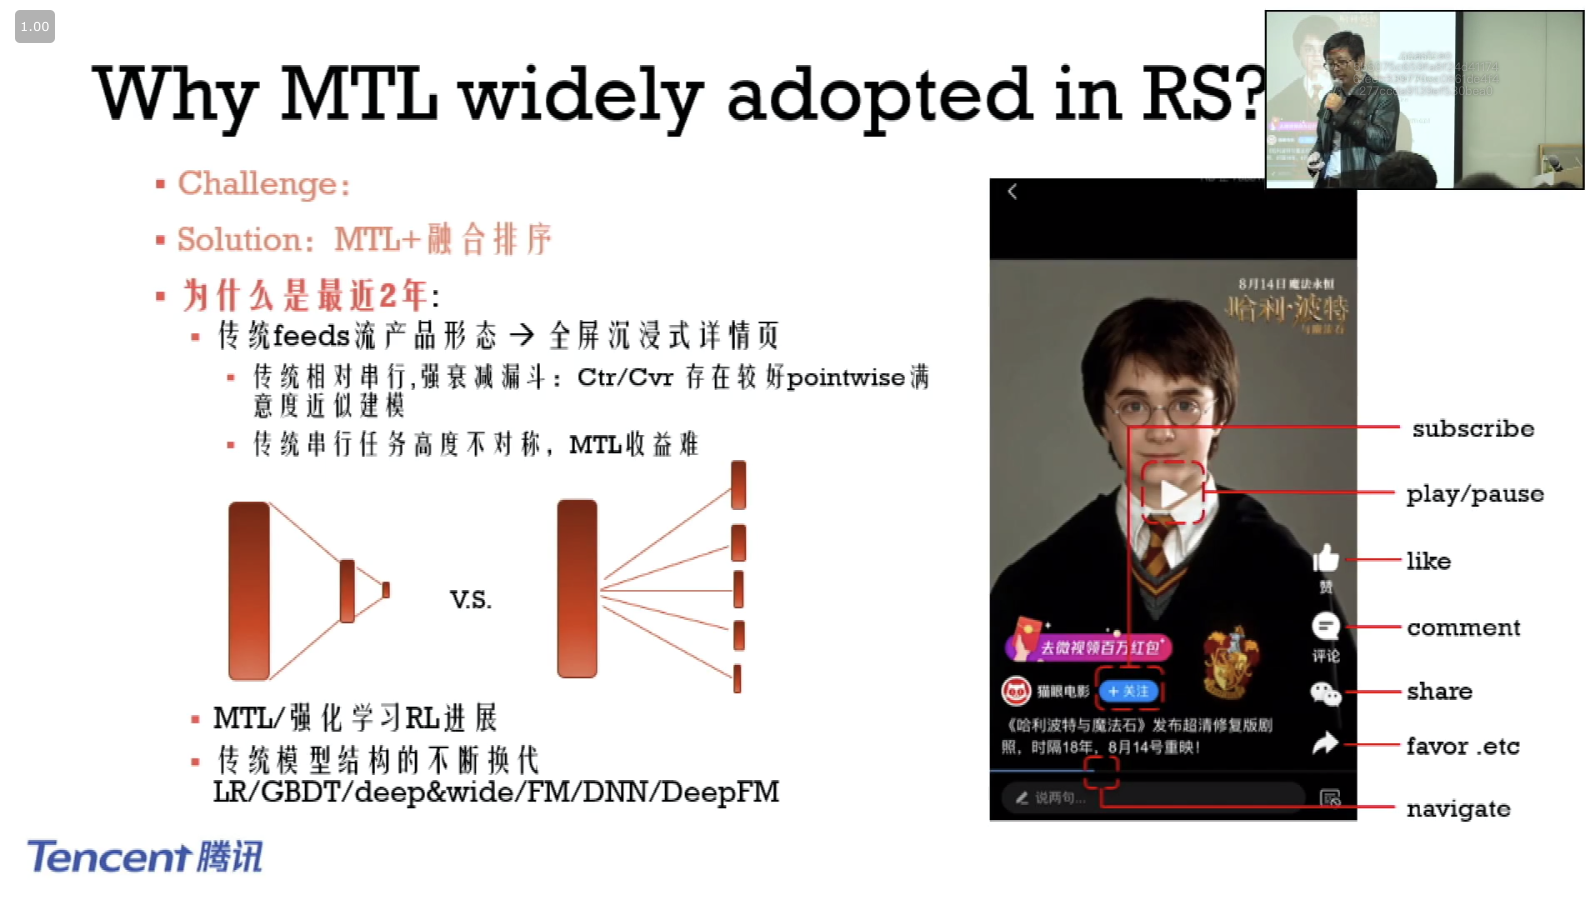 1.00
Why MTL widely adopted in RS?
Challenge：
Solution：MTL+融合排序
为什么是最近2年:
传统feeds流产品形态 → 全屏沉浸式详情页
传统相对串行,强衰减漏斗：Ctr/Cvr 存在较好pointwise满
意度近似建模
传统串行任务高度不对称，MTL收益难
V.S.
MTL/强化学习RL进展
传统模型结构的不断换代
LR/GBDT/deep&wide/FM/DNN/DeepFM
Tencent 腾讯
8月14日 魔法永恒
哈利·波特
与魔法石
去微视领百万红包
猫眼电影
+ 关注
《哈利波特与魔法石》发布超清修复版剧
照，时隔18年，8月14号重映！
说两句...
赞
评论
subscribe
play/pause
like
comment
share
favor .etc
navigate